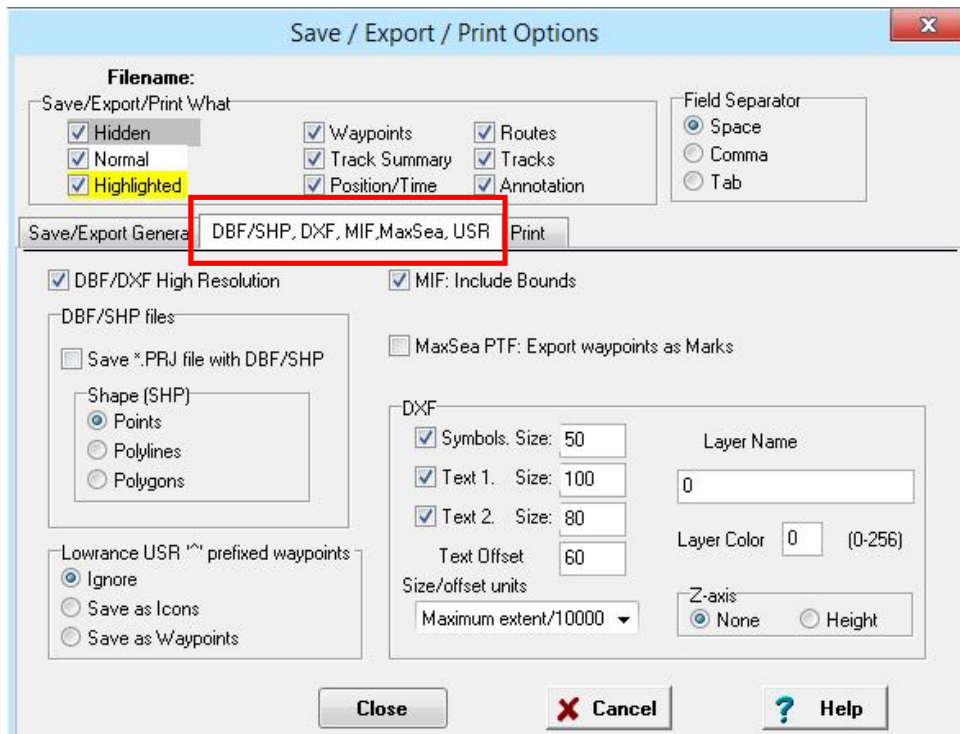 Save / Export / Print Options
x
Filename:
Save/Export/Print What
Hidden
Normal
Highlighted
Waypoints
Track Summary
Position/Time
Routes
Tracks
Annotation
Field Separator
Space
Comma
Tab
Save/Export Genera
DBF/SHP, DXF, MIF,MaxSea, USR
Print
DBF/DXF High Resolution
MIF: Include Bounds
DBF/SHP files
Save *.PRJ file with DBF/SHP
Shape (SHP)
Points
Polylines
Polygons
MaxSea PTF: Export waypoints as Marks
Lowrance USR '^' prefixed waypoints
Ignore
Save as Icons
Save as Waypoints
DXF
Symbols. Size: 50
Text 1. Size: 100
Text 2. Size: 80
Text Offset 60
Size/offset units
Maximum extent/10000
Layer Name
0
Layer Color 0 (0-256)
Z-axis
None
Height
Close
Cancel
? Help